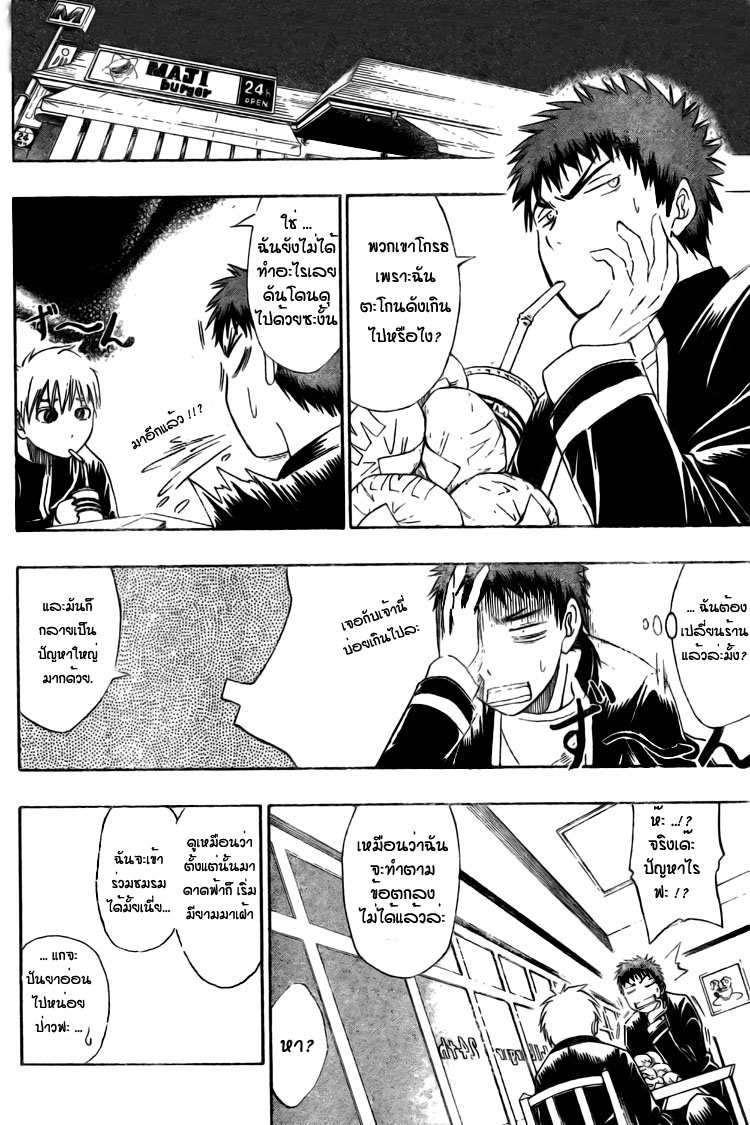 M
MAJI
burger
24h
OPEN
24
พวกเขาโกรธ
เพราะฉัน
ตะโกนดังเกิน
ไปหรือไง?
ใช่ ...
ฉันยังไม่ได้
ทำอะไรเลย
ดันโดนดุ
ไปด้วยซะงั้น
มาอีกแล้ว !!?
ず〜〜ん
... ฉันต้อง
เปลี่ยนร้าน
แล้วล่ะมั้ง?
เจอกับเจ้านี่
บ่อยเกินไปละ
ず〜〜ん
และมันก็
กลายเป็น
ปัญหาใหญ่
มากด้วย.
ห๊ะ ..!?
จริงเด๊ะ
ปัญหาไร
ฟะ !?
เหมือนว่าฉัน
จะทำตาม
ข้อตกลง
ไม่ได้แล้วล่ะ
หา?
ดูเหมือนว่า
ตั้งแต่นั้นมา
ดาดฟ้าก็ เริ่ม
มียามมาเฝ้า
ฉันจะเข้า
ร่วมชมรม
ได้มั้ยเนี่ย...
... แกจะ
ปันยาอ่อน
ไปหน่อย
ป่าวฟะ ...